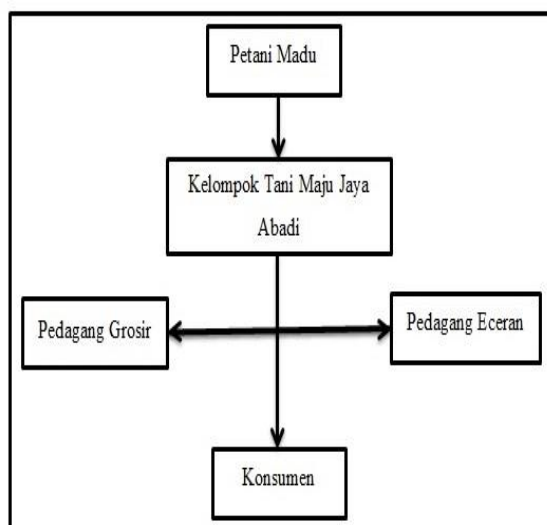 Petani Madu
Kelompok Tani Maju Jaya
Abadi
Pedagang Grosir
Pedagang Eceran
Konsumen